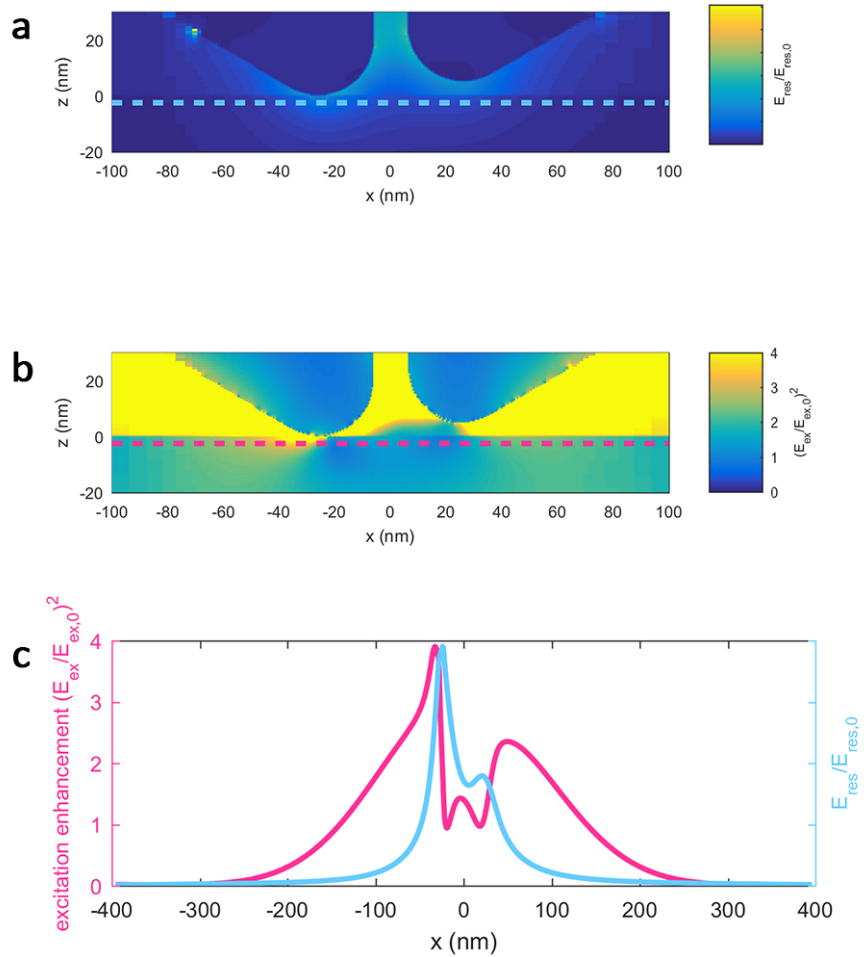 a
z (nm)
20
0
-20
-100 -80 -60 -40 -20 0 20 40 60 80 100
x (nm)
E_res/E_res,0
b
z (nm)
20
0
-20
-100 -80 -60 -40 -20 0 20 40 60 80 100
x (nm)
4
3
2
1
0
(E_ex/E_ex,0)^2
c
excitation enhancement (E_ex/E_ex,0)^2
4
3
2
1
0
-400 -300 -200 -100 0 100 200 300 400
x (nm)
E_res/E_res,0